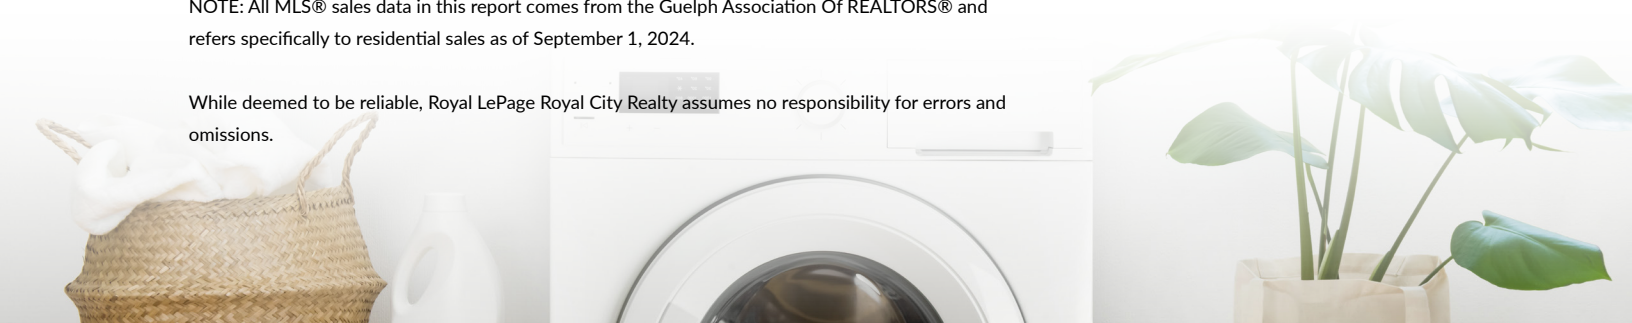 NOTE: All MLS® sales data in this report comes from the Guelph Association Of REALTORS® and
refers specifically to residential sales as of September 1, 2024.
While deemed to be reliable, Royal LePage Royal City Realty assumes no responsibility for errors and
omissions.